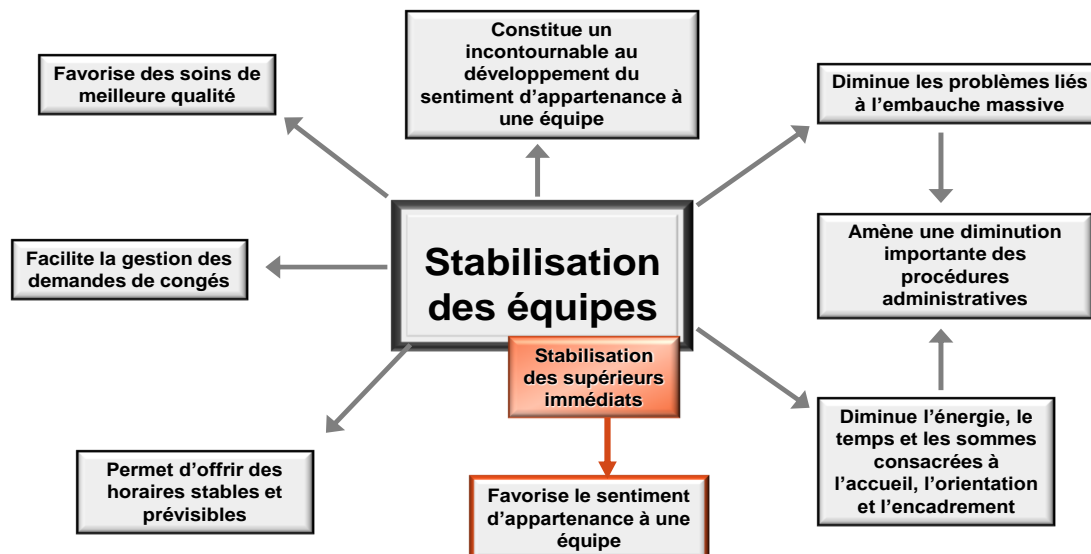 Constitue un
incontournable au
développement du
sentiment d'appartenance à
une équipe
Favorise des soins de
meilleure qualité
Diminue les problèmes liés
à l'embauche massive
Facilite la gestion des
demandes de congés
Stabilisation
des équipes
Amène une diminution
importante des
procédures
administratives
Stabilisation
des supérieurs
immédiats
Permet d'offrir des
horaires stables et
prévisibles
Favorise le sentiment
d'appartenance à une
équipe
Diminue l'énergie, le
temps et les sommes
consacrées à
l'accueil, l'orientation
et l'encadrement